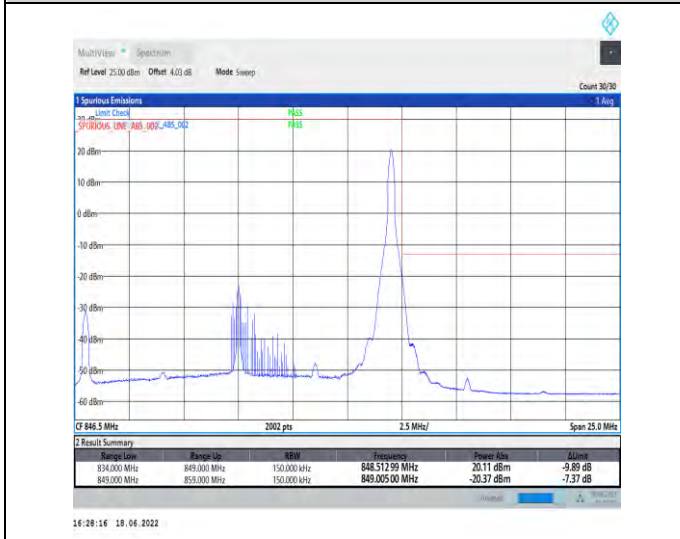 MultiView Spectrum
Ref Level 25.00 dBm Offset 4.03 dB Mode Sweep
Count 30/30
1 Spurious Emissions 1 Avg
Limit Check PASS
PASS
20 dBm
10 dBm
0 dBm
-10 dBm
-20 dBm
-30 dBm
-40 dBm
-50 dBm
-60 dBm
CF 846.5 MHz 2002 pts 2.5 MHz/ Span 25.0 MHz
2 Result Summary
Range Low Range Up RBW Frequency Power Abs ΔLimit
834.000 MHz 849.000 MHz 150.000 kHz 848.512 99 MHz 20.11 dBm -9.89 dB
849.000 MHz 859.000 MHz 150.000 kHz 849.005 00 MHz -20.37 dBm -7.37 dB
16:28:16 18.06.2022